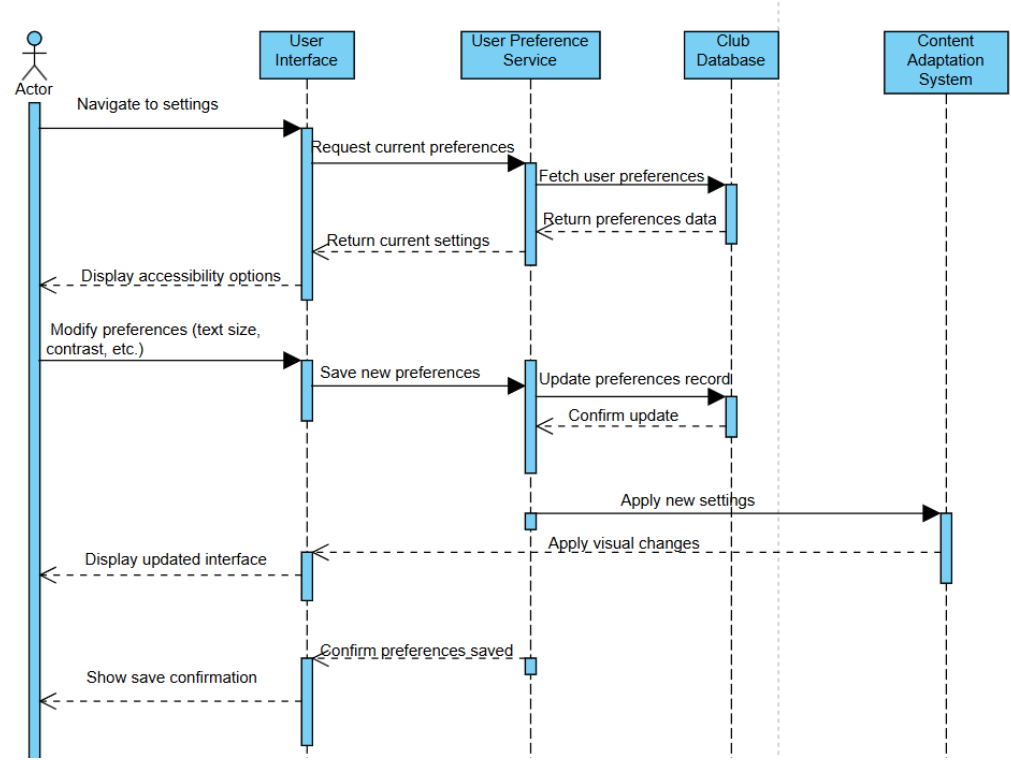 User
Interface
User Preference
Service
Club
Database
Content
Adaptation
System
Actor
Navigate to settings
Request current preferences
Fetch user preferences
Return preferences data
Return current settings
Display accessibility options
Modify preferences (text size,
contrast, etc.)
Save new preferences
Update preferences record
Confirm update
Apply new settings
Apply visual changes
Display updated interface
Confirm preferences saved
Show save confirmation